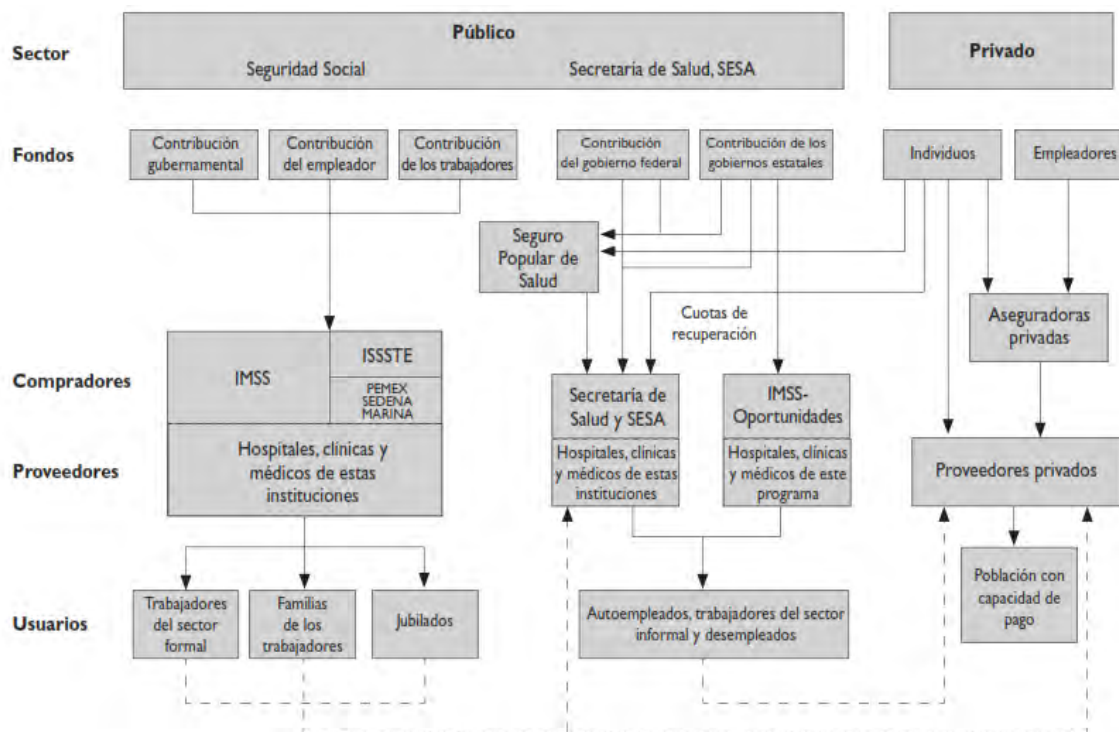 Sector
Público
Seguridad Social
Secretaría de Salud, SESA
Privado
Fondos
Contribución
gubernamental
Contribución
del empleador
Contribución
de los trabajadores
Contribución
del gobierno federal
Contribución de los
gobiernos estatales
Individuos
Empleadores
Seguro
Popular de
Salud
Cuotas de
recuperación
Aseguradoras
privadas
Compradores
IMSS
ISSSTE
PEMEX
SEDENA
MARINA
Secretaría de
Salud y SESA
IMSS-
Oportunidades
Proveedores
Hospitales, clínicas y
médicos de estas
instituciones
Hospitales, clínicas
y médicos de estas
instituciones
Hospitales, clínicas
y médicos de este
programa
Proveedores privados
Usuarios
Trabajadores
del sector
formal
Familias
de los
trabajadores
Jubilados
Autoempleados, trabajadores del sector
informal y desempleados
Población con
capacidad de
pago